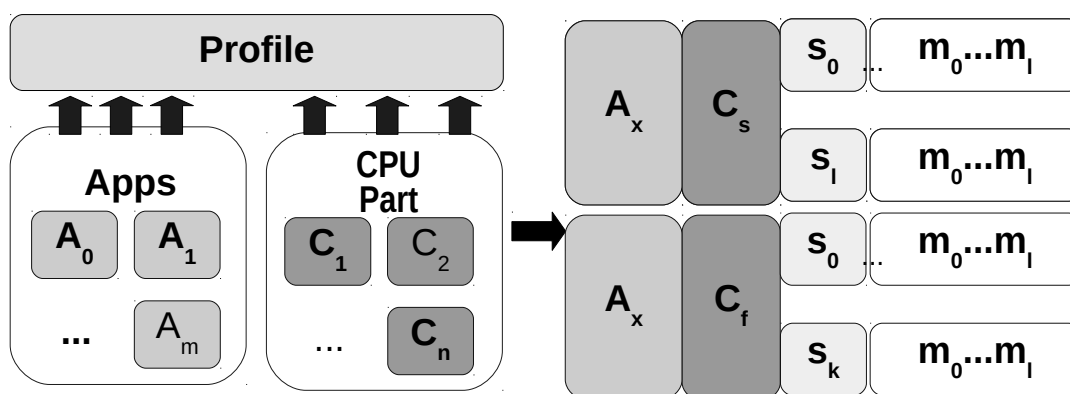 Profile
Apps
A0 A1
... Am
CPU
Part
C1 C2
... Cn
Ax Cs s0 ... m0...ml
sl m0...ml
Ax Cf s0 ... m0...ml
sk m0...ml